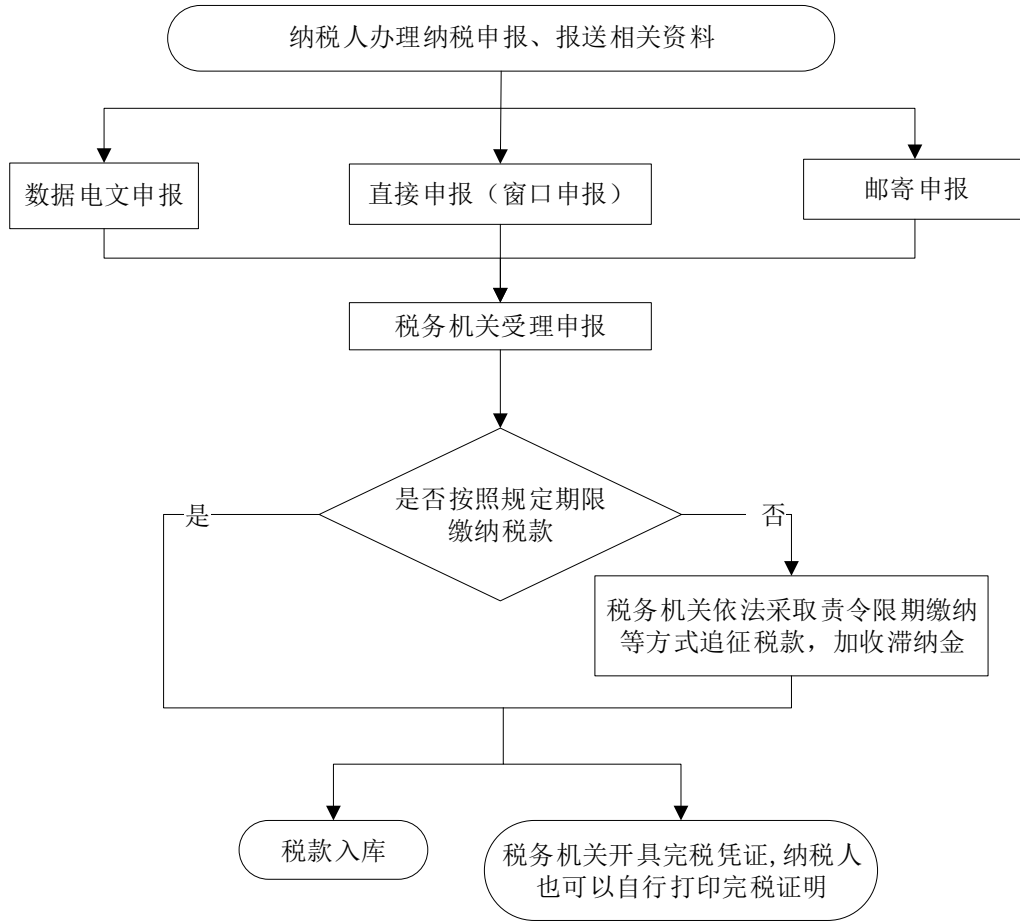 纳税人办理纳税申报、报送相关资料
数据电文申报
直接申报（窗口申报）
邮寄申报
税务机关受理申报
是否按照规定期限
缴纳税款
是
否
税务机关依法采取责令限期缴纳
等方式追征税款，加收滞纳金
税款入库
税务机关开具完税凭证,纳税人
也可以自行打印完税证明